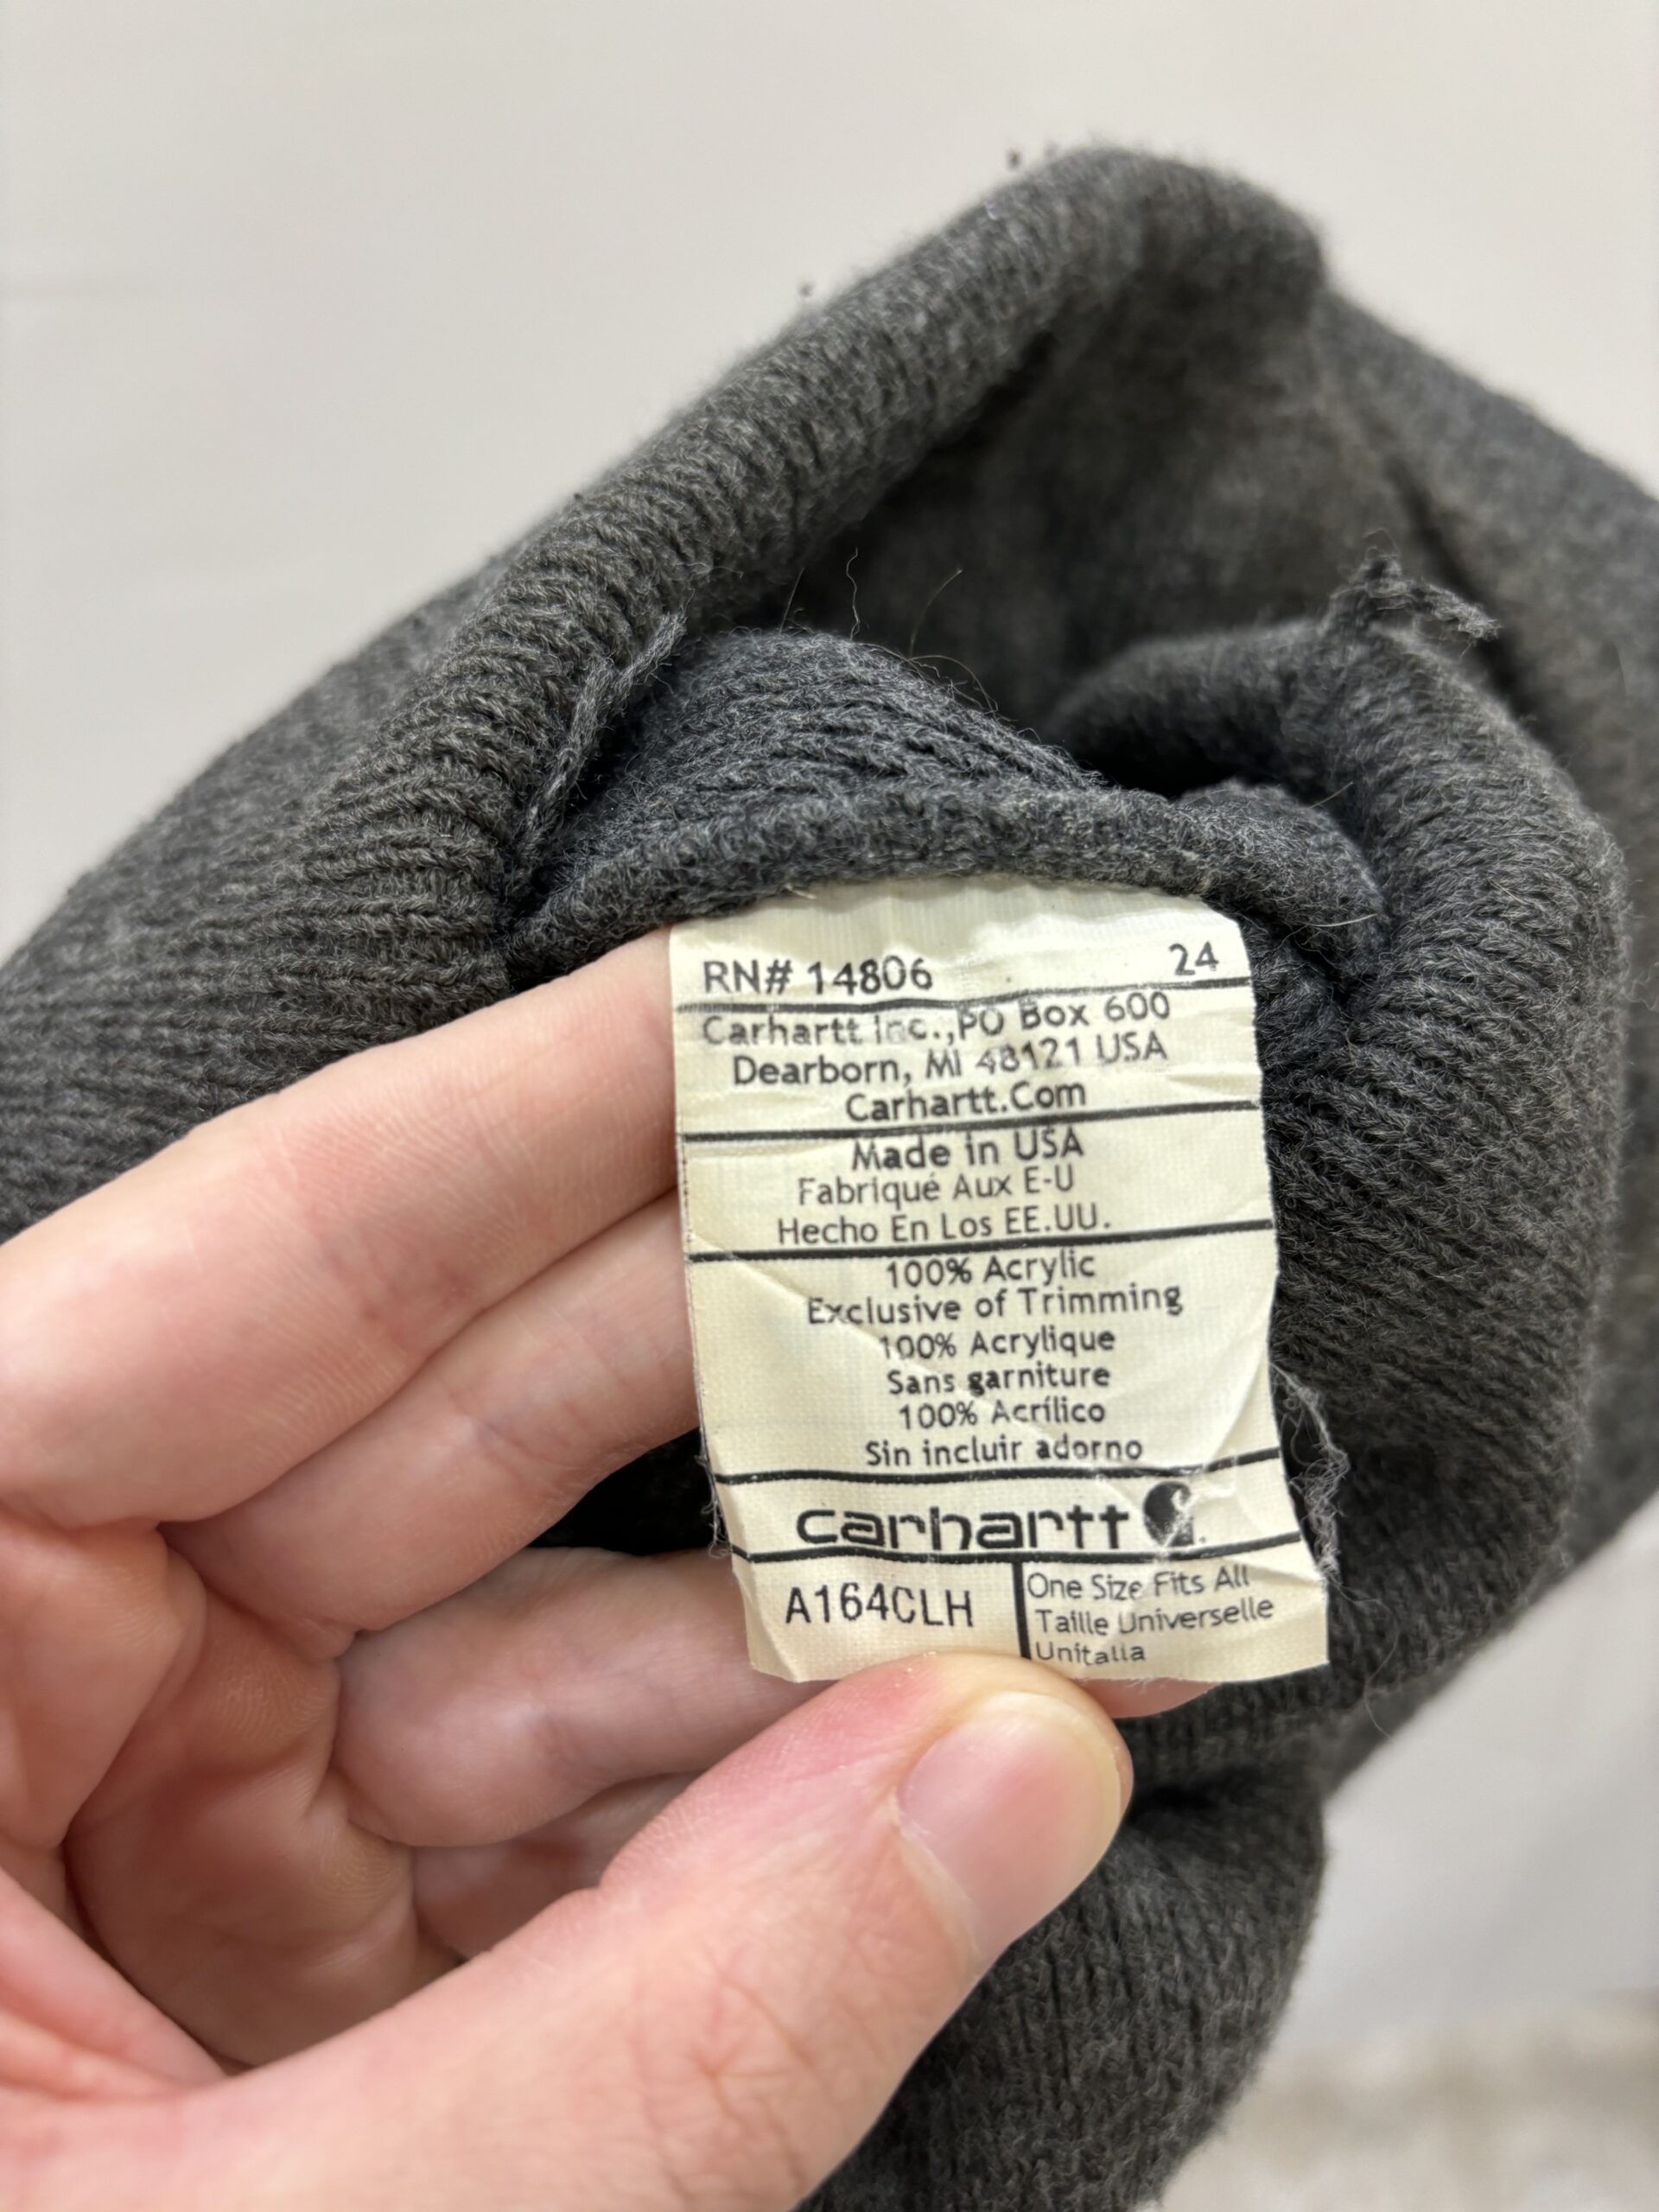 RN# 14806 24
Carhartt Inc.,PO Box 600
Dearborn, MI 48121 USA
Carhartt.Com
Made in USA
Fabriqué Aux E-U
Hecho En Los EE.UU.
100% Acrylic
Exclusive of Trimming
100% Acrylique
Sans garniture
100% Acrílico
Sin incluir adorno
carhartt
A164CLH
One Size Fits All
Taille Universelle
Unitalla